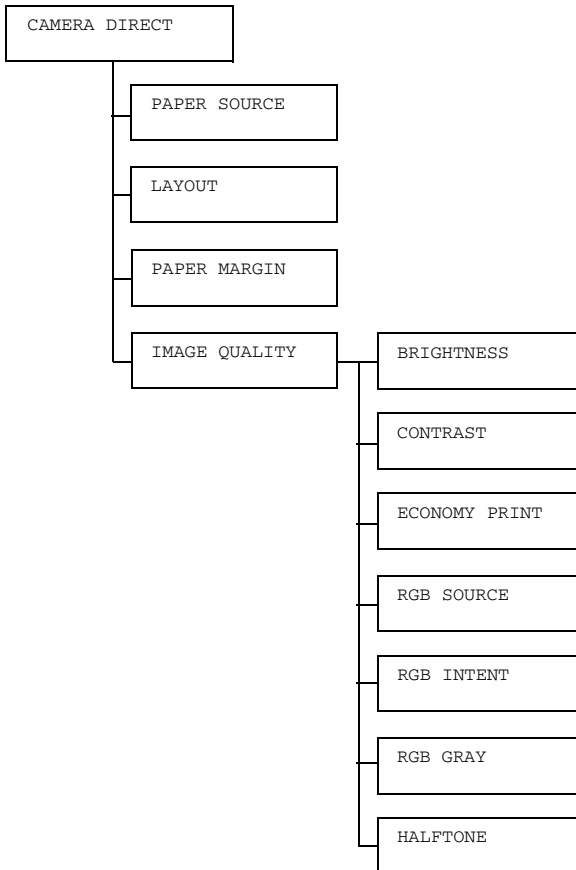 CAMERA DIRECT
PAPER SOURCE
LAYOUT
PAPER MARGIN
IMAGE QUALITY
BRIGHTNESS
CONTRAST
ECONOMY PRINT
RGB SOURCE
RGB INTENT
RGB GRAY
HALFTONE